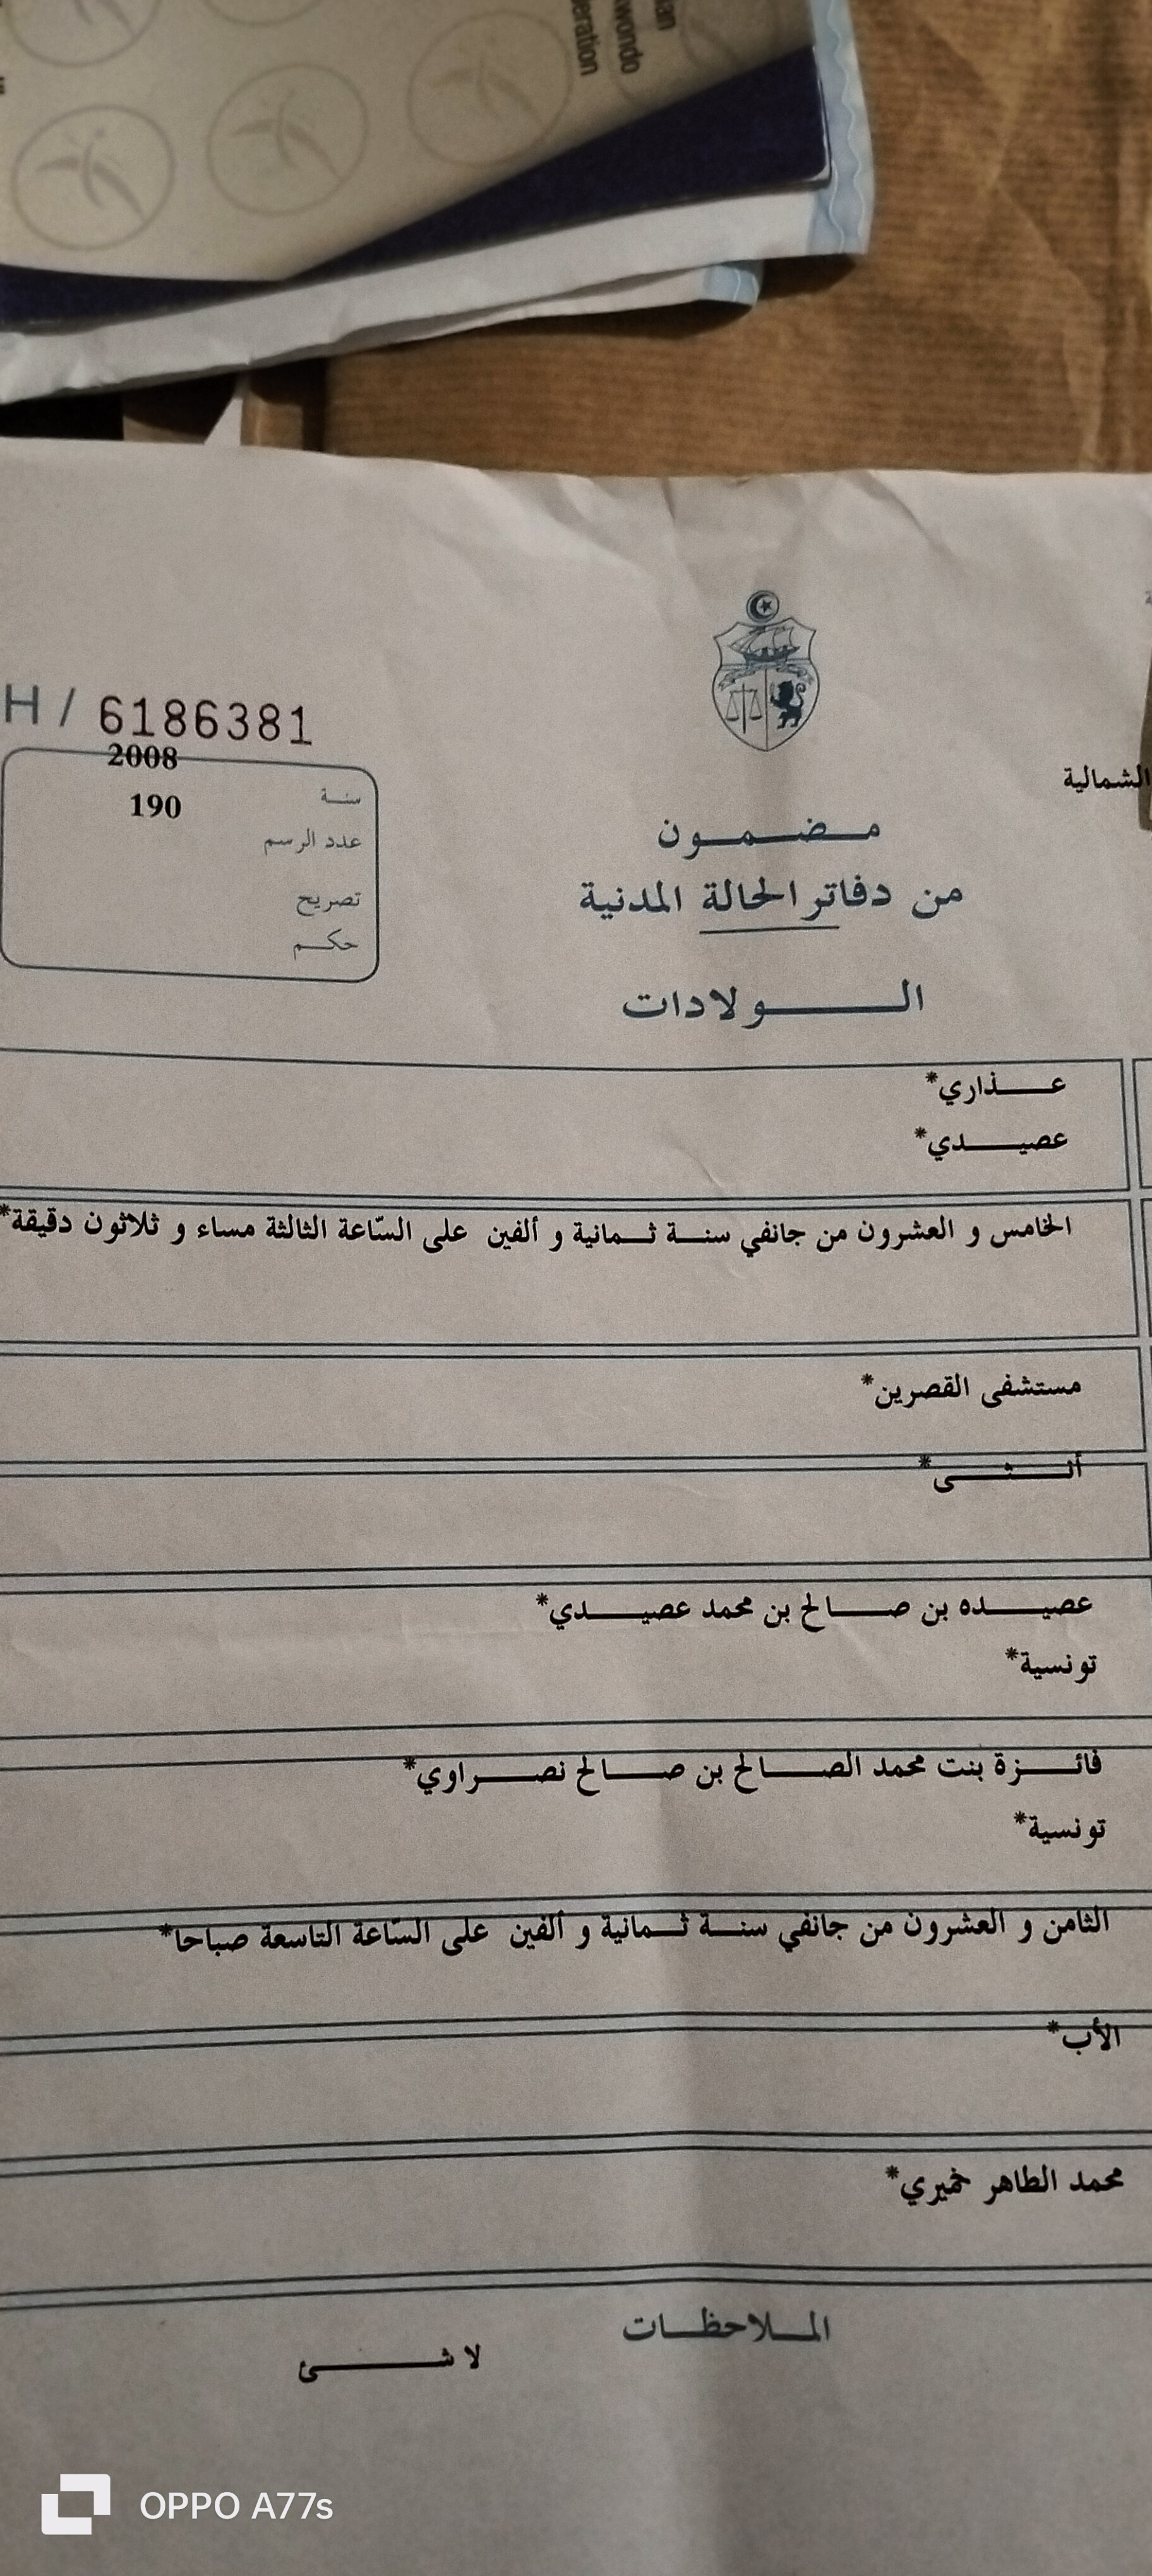 wondo
eration
H / 6186381
2008
سنة
190
عدد الرسم
تصريح
حكم
الشمالية
مضمون
من دفاتر الحالة المدنية
الولادات
عذاري*
عصيدي*
الخامس و العشرون من جانفي سنة ثمانية و ألفين على السّاعة الثالثة مساء و ثلاثون دقيقة*
مستشفى القصرين*
أنثى*
عصيده بن صالح بن محمد عصيدي*
تونسية*
فائزة بنت محمد الصالح بن صالح نصراوي*
تونسية*
الثامن و العشرون من جانفي سنة ثمانية و ألفين على السّاعة التاسعة صباحا*
الأب*
محمد الطاهر خميري*
الملاحظات
لا شئ
OPPO A77s